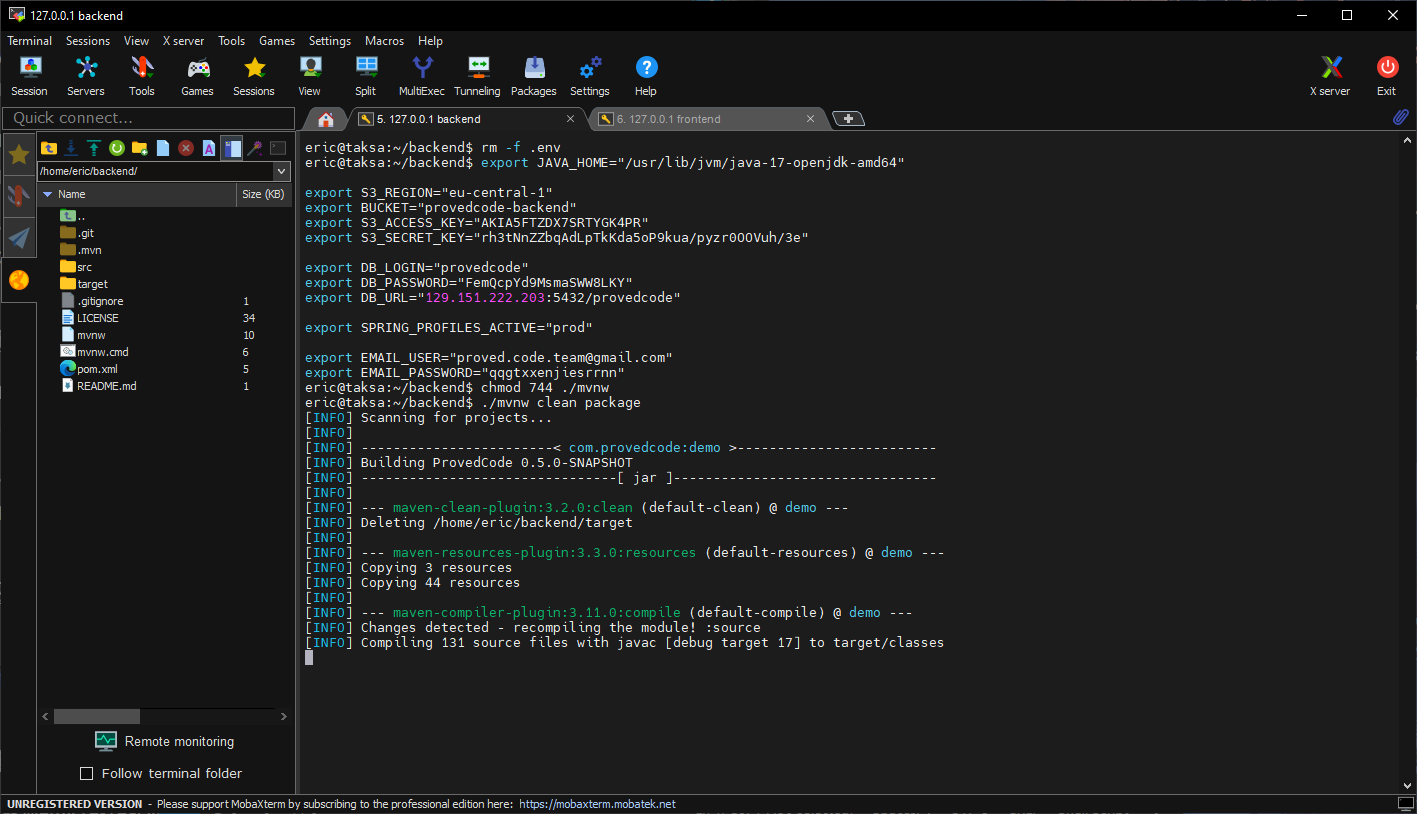 127.0.0.1 backend
Terminal Sessions View X server Tools Games Settings Macros Help
Session Servers Tools Games Sessions View Split MultiExec Tunneling Packages Settings Help X server Exit
Quick connect...
5. 127.0.0.1 backend
6. 127.0.0.1 frontend
/home/eric/backend/
Name Size (KB)
..
.git
.mvn
src
target
.gitignore 1
LICENSE 34
mvnw 10
mvnw.cmd 6
pom.xml 5
README.md 1
Remote monitoring
Follow terminal folder
eric@taksa:~/backend$ rm -f .env
eric@taksa:~/backend$ export JAVA_HOME="/usr/lib/jvm/java-17-openjdk-amd64"
export S3_REGION="eu-central-1"
export BUCKET="provedcode-backend"
export S3_ACCESS_KEY="AKIA5FTZDX7SRTYGK4PR"
export S3_SECRET_KEY="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"
export DB_LOGIN="provedcode"
export DB_PASSWORD="FemQcpYd9MsmaSWW8LKY"
export DB_URL="129.151.222.203:5432/provedcode"
export SPRING_PROFILES_ACTIVE="prod"
export EMAIL_USER="proved.code.team@gmail.com"
export EMAIL_PASSWORD="qqgtxxenjiesrrnn"
eric@taksa:~/backend$ chmod 744 ./mvnw
eric@taksa:~/backend$ ./mvnw clean package
[INFO] Scanning for projects...
[INFO]
[INFO] ------------------------< com.provedcode:demo >-------------------------
[INFO] Building ProvedCode 0.5.0-SNAPSHOT
[INFO] --------------------------------[ jar ]---------------------------------
[INFO]
[INFO] --- maven-clean-plugin:3.2.0:clean (default-clean) @ demo ---
[INFO] Deleting /home/eric/backend/target
[INFO]
[INFO] --- maven-resources-plugin:3.3.0:resources (default-resources) @ demo ---
[INFO] Copying 3 resources
[INFO] Copying 44 resources
[INFO]
[INFO] --- maven-compiler-plugin:3.11.0:compile (default-compile) @ demo ---
[INFO] Changes detected - recompiling the module! :source
[INFO] Compiling 131 source files with javac [debug target 17] to target/classes
UNREGISTERED VERSION - Please support MobaXterm by subscribing to the professional edition here: https://mobaxterm.mobatek.net